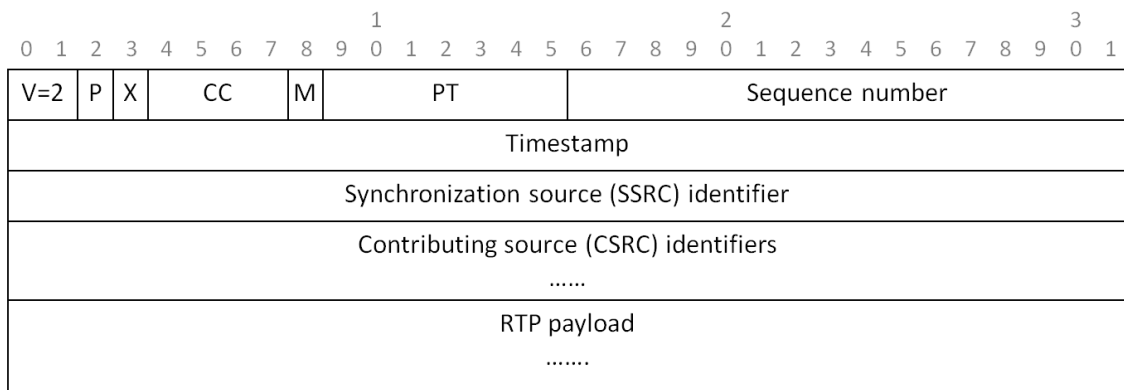 1 2 3
0 1 2 3 4 5 6 7 8 9 0 1 2 3 4 5 6 7 8 9 0 1 2 3 4 5 6 7 8 9 0 1
V=2 P X CC M PT Sequence number
Timestamp
Synchronization source (SSRC) identifier
Contributing source (CSRC) identifiers
......
RTP payload
.......